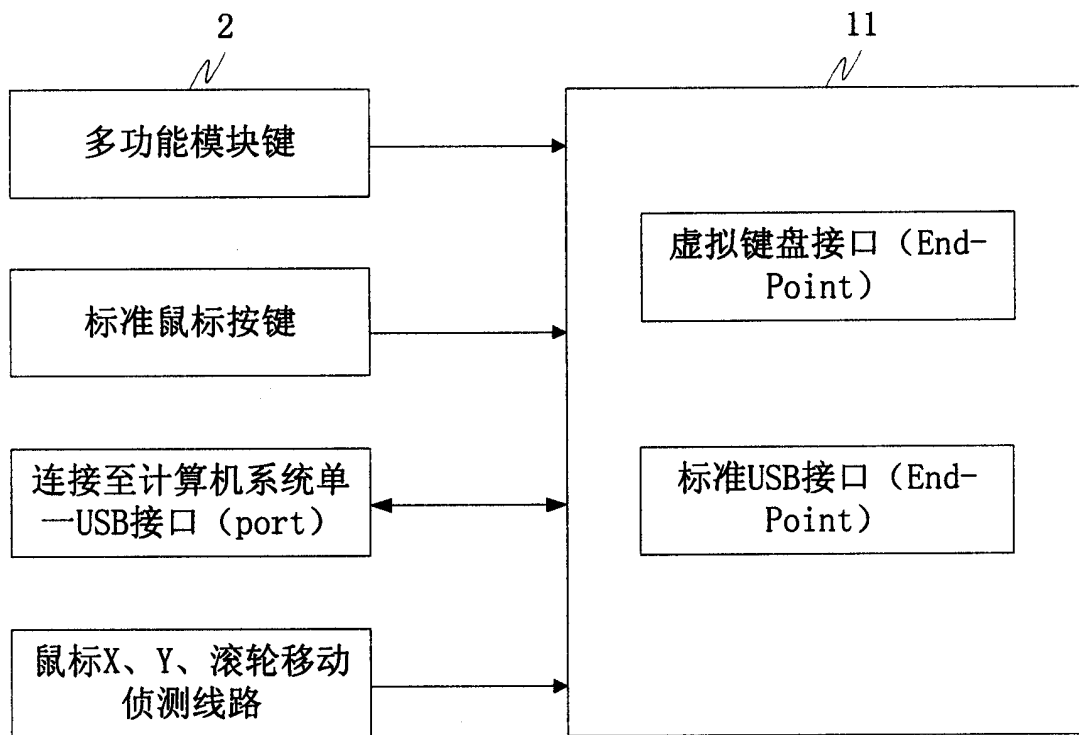 2
11
多功能模块键
虚拟键盘接口（End-
Point）
标准鼠标按键
连接至计算机系统单
一USB接口（port）
标准USB接口（End-
Point）
鼠标X、Y、滚轮移动
侦测线路